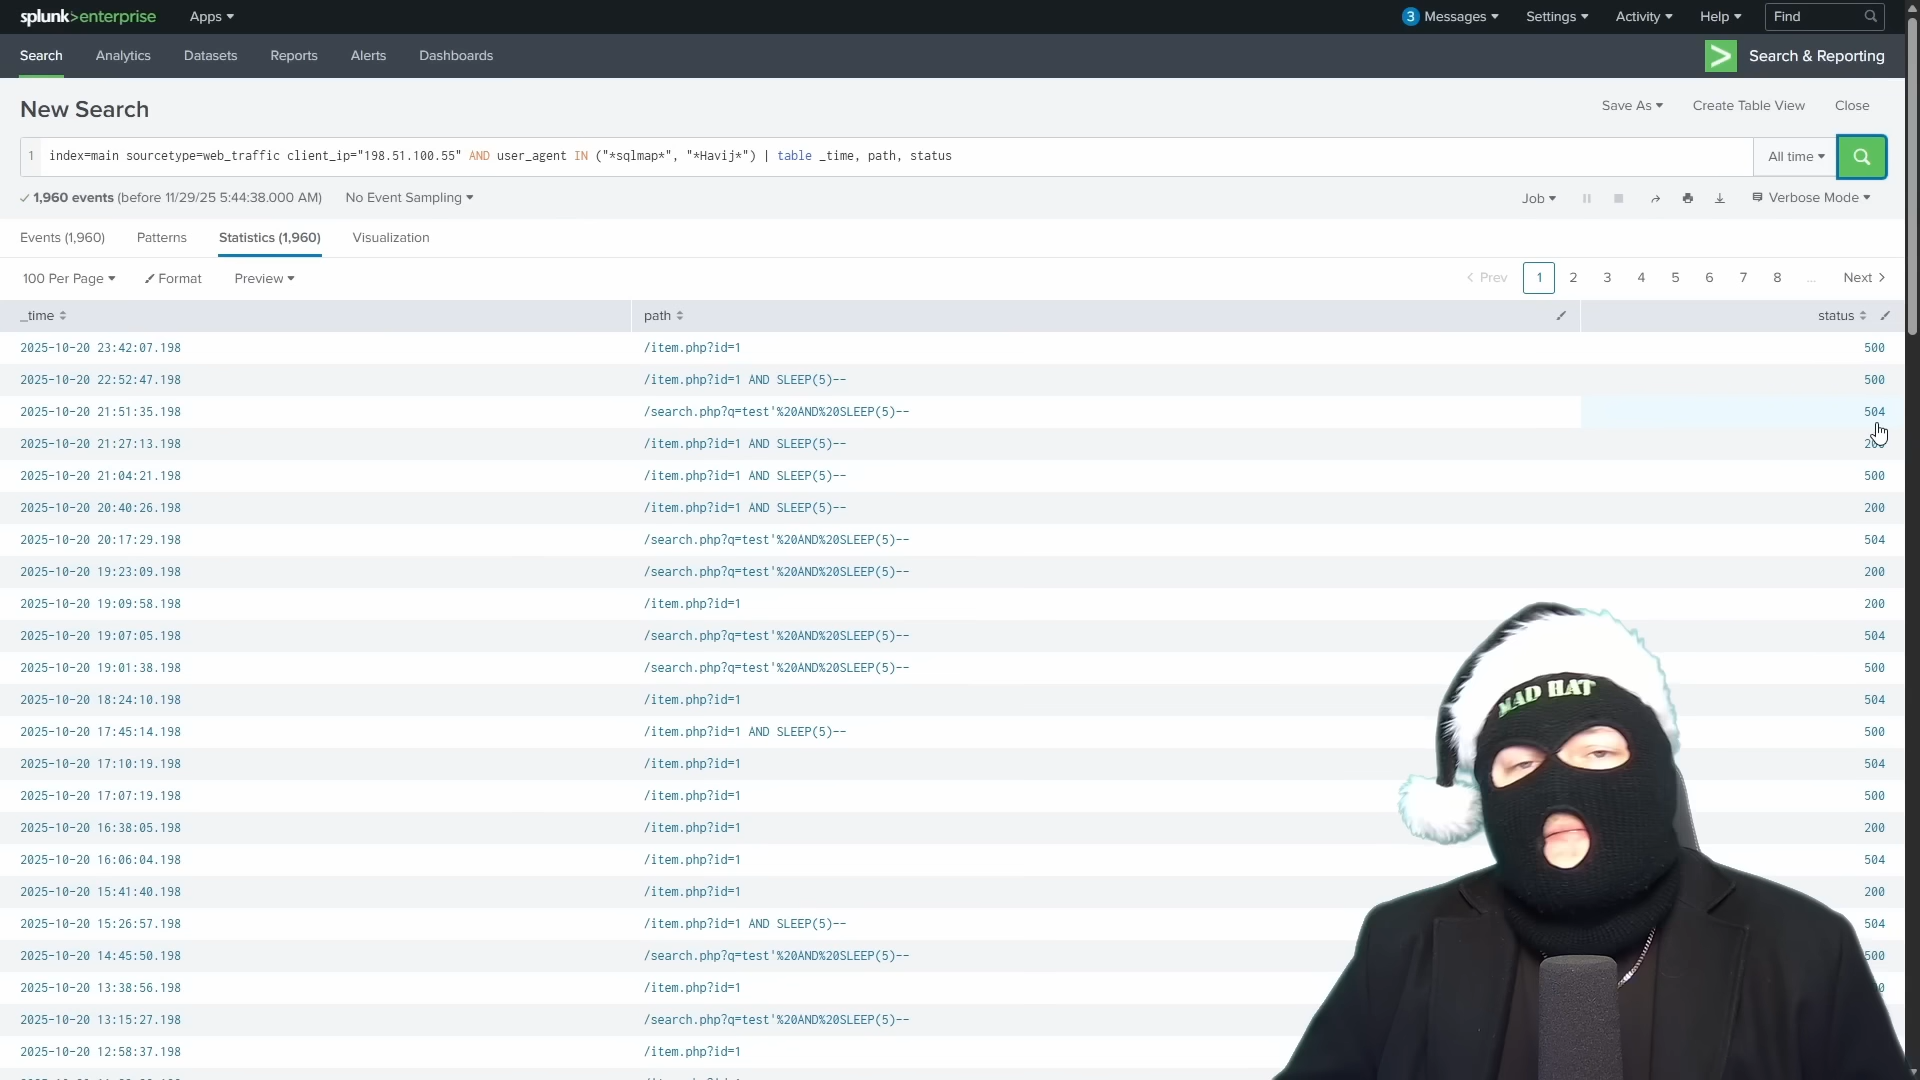 splunk>enterprise Apps 3 Messages Settings Activity Help Find
Search Analytics Datasets Reports Alerts Dashboards > Search & Reporting
New Search Save As Create Table View Close
1 index=main sourcetype=web_traffic client_ip="198.51.100.55" AND user_agent IN ("*sqlmap*", "*Havij*") | table _time, path, status All time
1,960 events (before 11/29/25 5:44:38.000 AM) No Event Sampling Job Verbose Mode
Events (1,960) Patterns Statistics (1,960) Visualization
100 Per Page Format Preview < Prev 1 2 3 4 5 6 7 8 ... Next >
_time path status
2025-10-20 23:42:07.198 /item.php?id=1 500
2025-10-20 22:52:47.198 /item.php?id=1 AND SLEEP(5)-- 500
2025-10-20 21:51:35.198 /search.php?q=test'%20AND%20SLEEP(5)-- 504
2025-10-20 21:27:13.198 /item.php?id=1 AND SLEEP(5)--
2025-10-20 21:04:21.198 /item.php?id=1 AND SLEEP(5)-- 500
2025-10-20 20:40:26.198 /item.php?id=1 AND SLEEP(5)-- 200
2025-10-20 20:17:29.198 /search.php?q=test'%20AND%20SLEEP(5)-- 504
2025-10-20 19:23:09.198 /search.php?q=test'%20AND%20SLEEP(5)-- 200
2025-10-20 19:09:58.198 /item.php?id=1 200
2025-10-20 19:07:05.198 /search.php?q=test'%20AND%20SLEEP(5)-- 504
2025-10-20 19:01:38.198 /search.php?q=test'%20AND%20SLEEP(5)-- 500
2025-10-20 18:24:10.198 /item.php?id=1 504
MAD HAT
2025-10-20 17:45:14.198 /item.php?id=1 AND SLEEP(5)-- 500
2025-10-20 17:10:19.198 /item.php?id=1 504
2025-10-20 17:07:19.198 /item.php?id=1 500
2025-10-20 16:38:05.198 /item.php?id=1 200
2025-10-20 16:06:04.198 /item.php?id=1 504
2025-10-20 15:41:40.198 /item.php?id=1 200
2025-10-20 15:26:57.198 /item.php?id=1 AND SLEEP(5)-- 504
2025-10-20 14:45:50.198 /search.php?q=test'%20AND%20SLEEP(5)-- 500
2025-10-20 13:38:56.198 /item.php?id=1
2025-10-20 13:15:27.198 /search.php?q=test'%20AND%20SLEEP(5)--
2025-10-20 12:58:37.198 /item.php?id=1